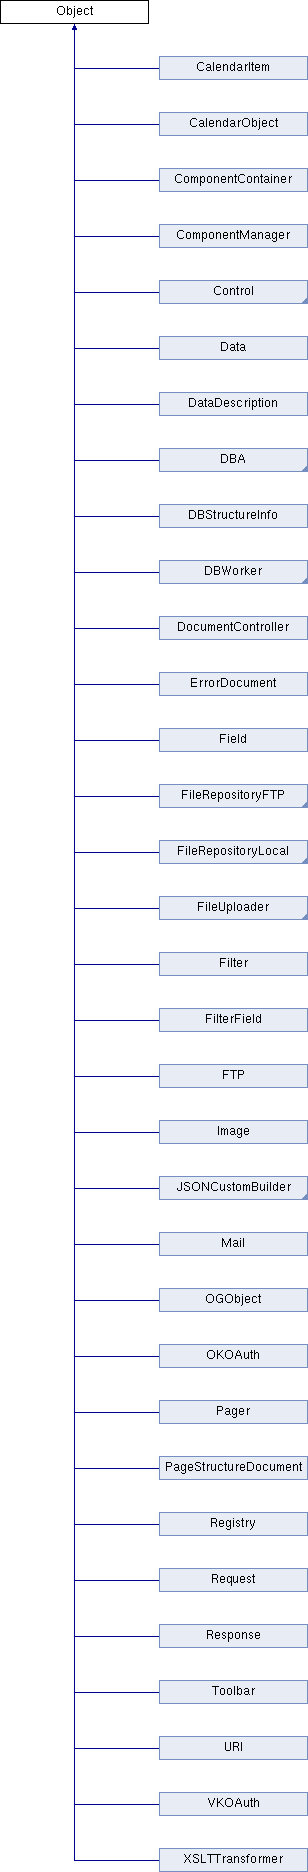 Object
CalendarItem
CalendarObject
ComponentContainer
ComponentManager
Control
Data
DataDescription
DBA
DBStructureInfo
DBWorker
DocumentController
ErrorDocument
Field
FileRepositoryFTP
FileRepositoryLocal
FileUploader
Filter
FilterField
FTP
Image
JSONCustomBuilder
Mail
OGObject
OKOAuth
Pager
PageStructureDocument
Registry
Request
Response
Toolbar
URI
VKOAuth
XSLTTransformer